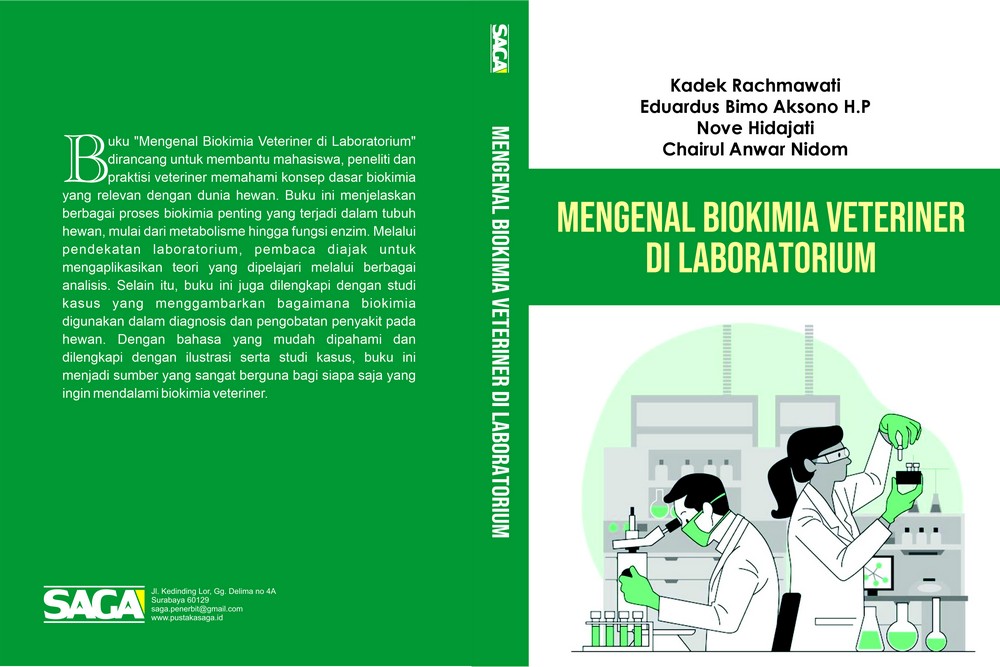 Buku "Mengenal Biokimia Veteriner di Laboratorium"
dirancang untuk membantu mahasiswa, peneliti dan
praktisi veteriner memahami konsep dasar biokimia
yang relevan dengan dunia hewan. Buku ini menjelaskan
berbagai proses biokimia penting yang terjadi dalam tubuh
hewan, mulai dari metabolisme hingga fungsi enzim. Melalui
pendekatan laboratorium, pembaca diajak untuk
mengaplikasikan teori yang dipelajari melalui berbagai
analisis. Selain itu, buku ini juga dilengkapi dengan studi
kasus yang menggambarkan bagaimana biokimia
digunakan dalam diagnosis dan pengobatan penyakit pada
hewan. Dengan bahasa yang mudah dipahami dan
dilengkapi dengan ilustrasi serta studi kasus, buku ini
menjadi sumber yang sangat berguna bagi siapa saja yang
ingin mendalami biokimia veteriner.
SAGA
Jl. Kedinding Lor, Gg. Delima no 4A
Surabaya 60129
saga.penerbit@gmail.com
www.pustakasaga.id
SAGA
MENGENAL BIOKIMIA VETERINER DI LABORATORIUM
Kadek Rachmawati
Eduardus Bimo Aksono H.P
Nove Hidajati
Chairul Anwar Nidom
MENGENAL BIOKIMIA VETERINER
DI LABORATORIUM